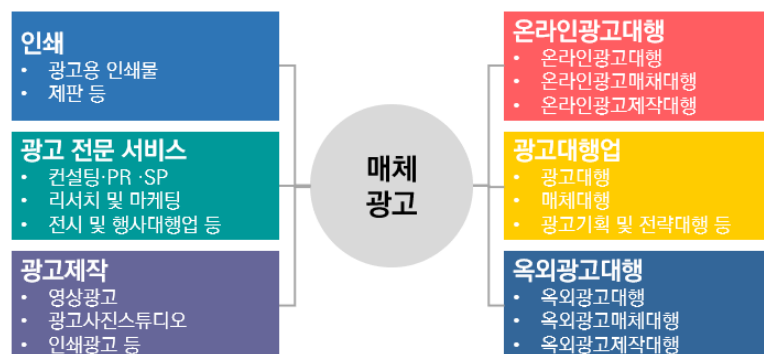 인쇄
• 광고용 인쇄물
• 제판 등
광고 전문 서비스
• 컨설팅·PR ·SP
• 리서치 및 마케팅
• 전시 및 행사대행업 등
광고제작
• 영상광고
• 광고사진스튜디오
• 인쇄광고 등
매체
광고
온라인광고대행
• 온라인광고대행
• 온라인광고매채대행
• 온라인광고제작대행
광고대행업
• 광고대행
• 매체대행
• 광고기획 및 전략대행 등
옥외광고대행
• 옥외광고대행
• 옥외광고매체대행
• 옥외광고제작대행